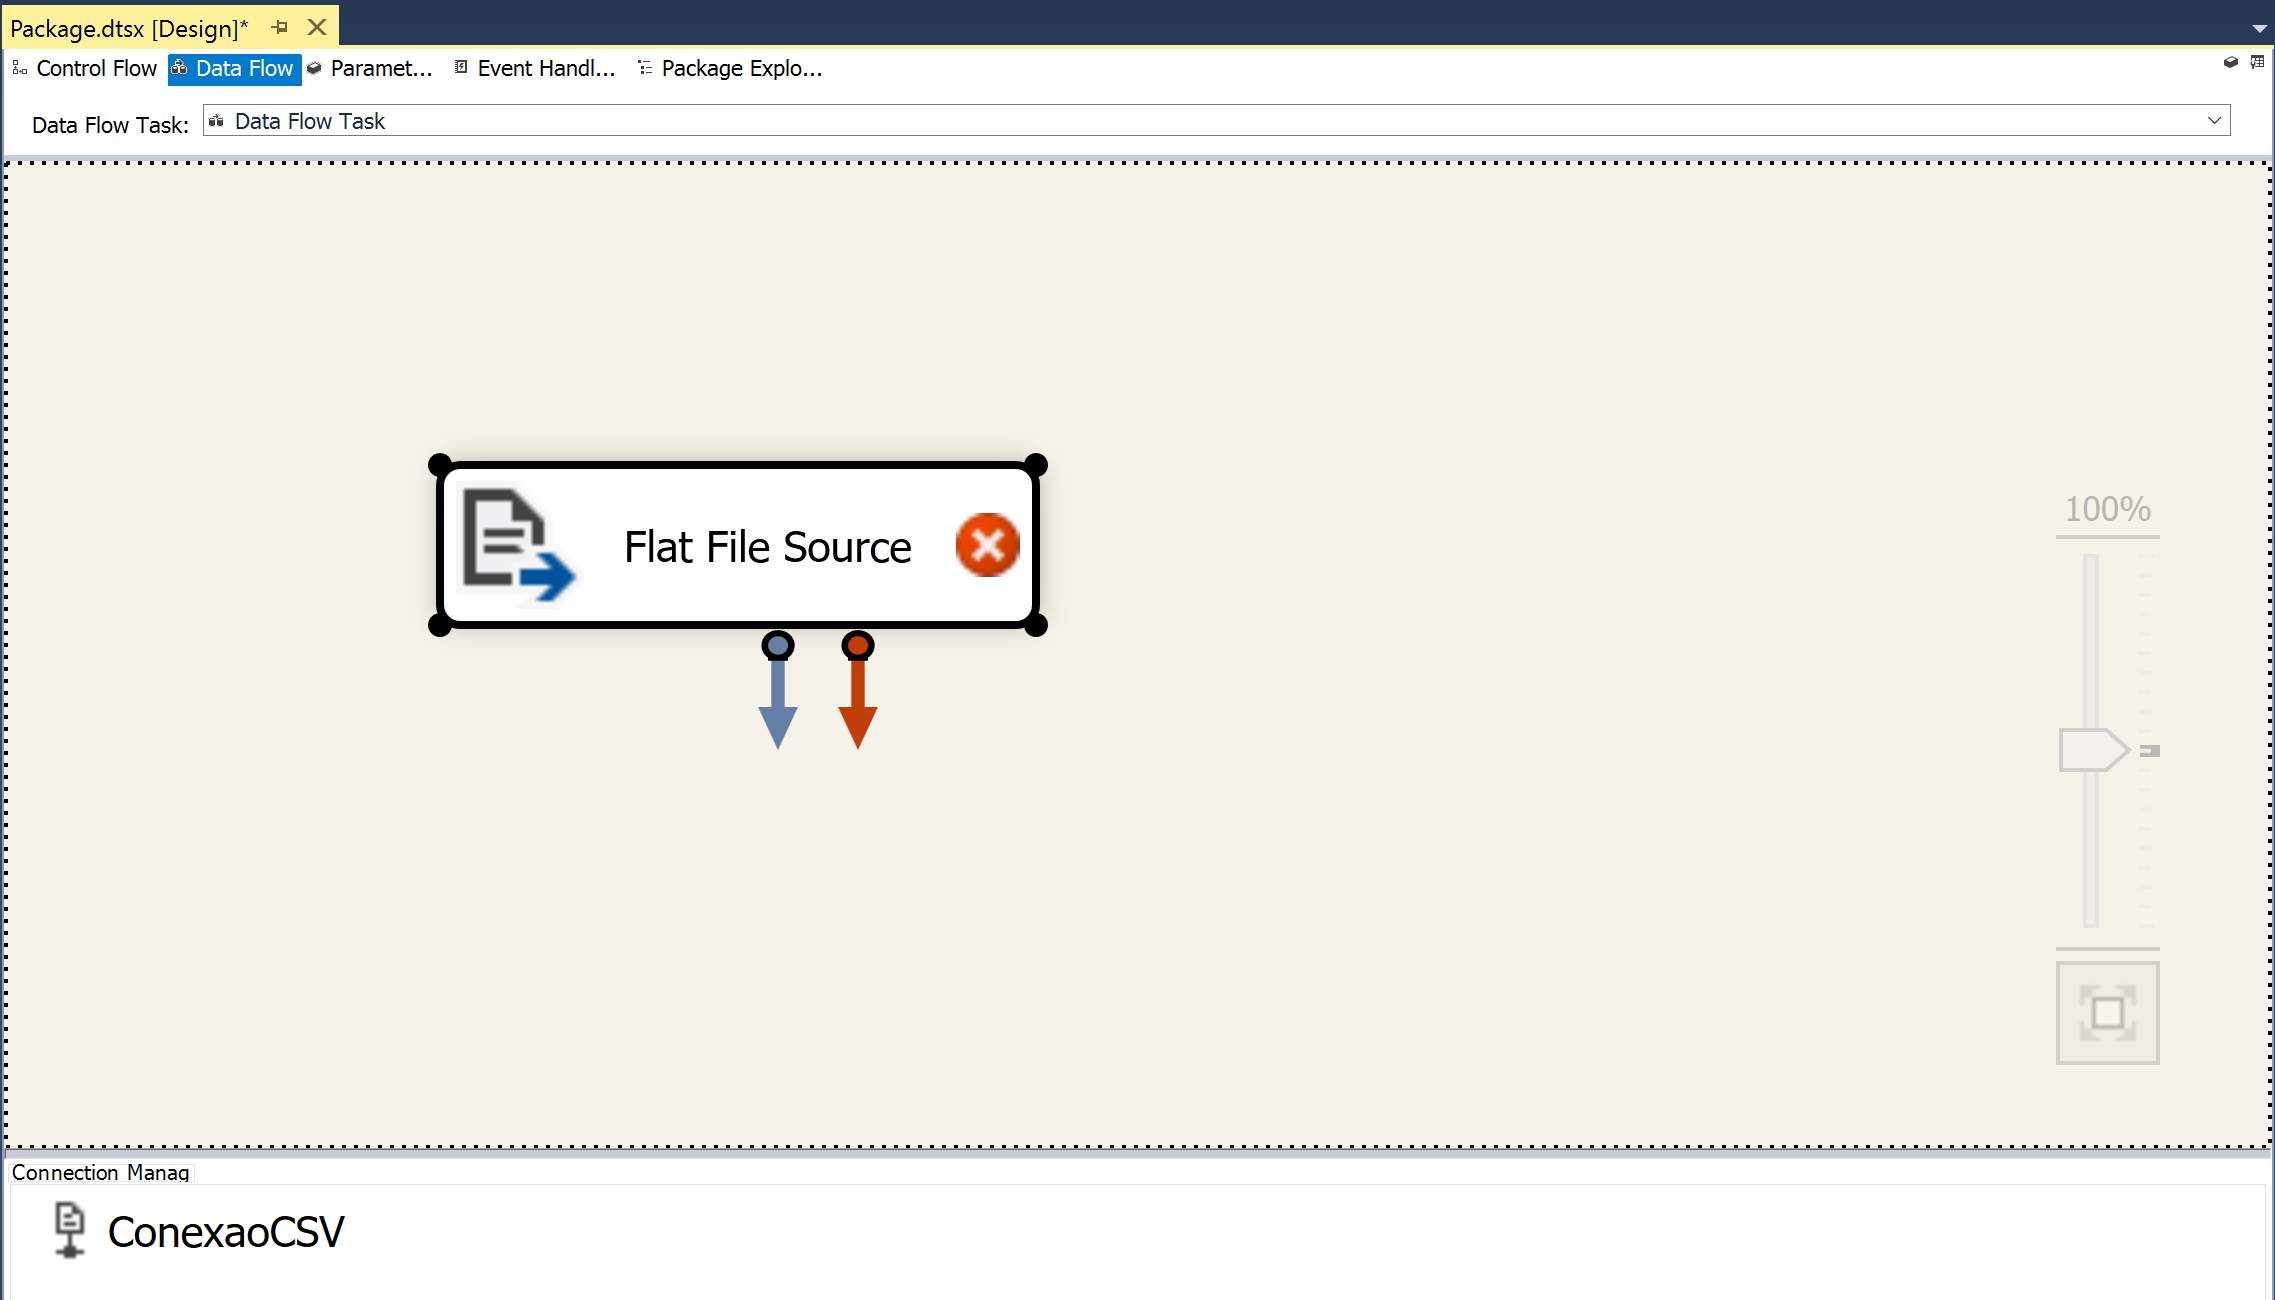 Package.dtsx [Design]*
Control Flow Data Flow Paramet... Event Handl... Package Explo...
Data Flow Task: Data Flow Task
Flat File Source
100%
Connection Manag
ConexaoCSV